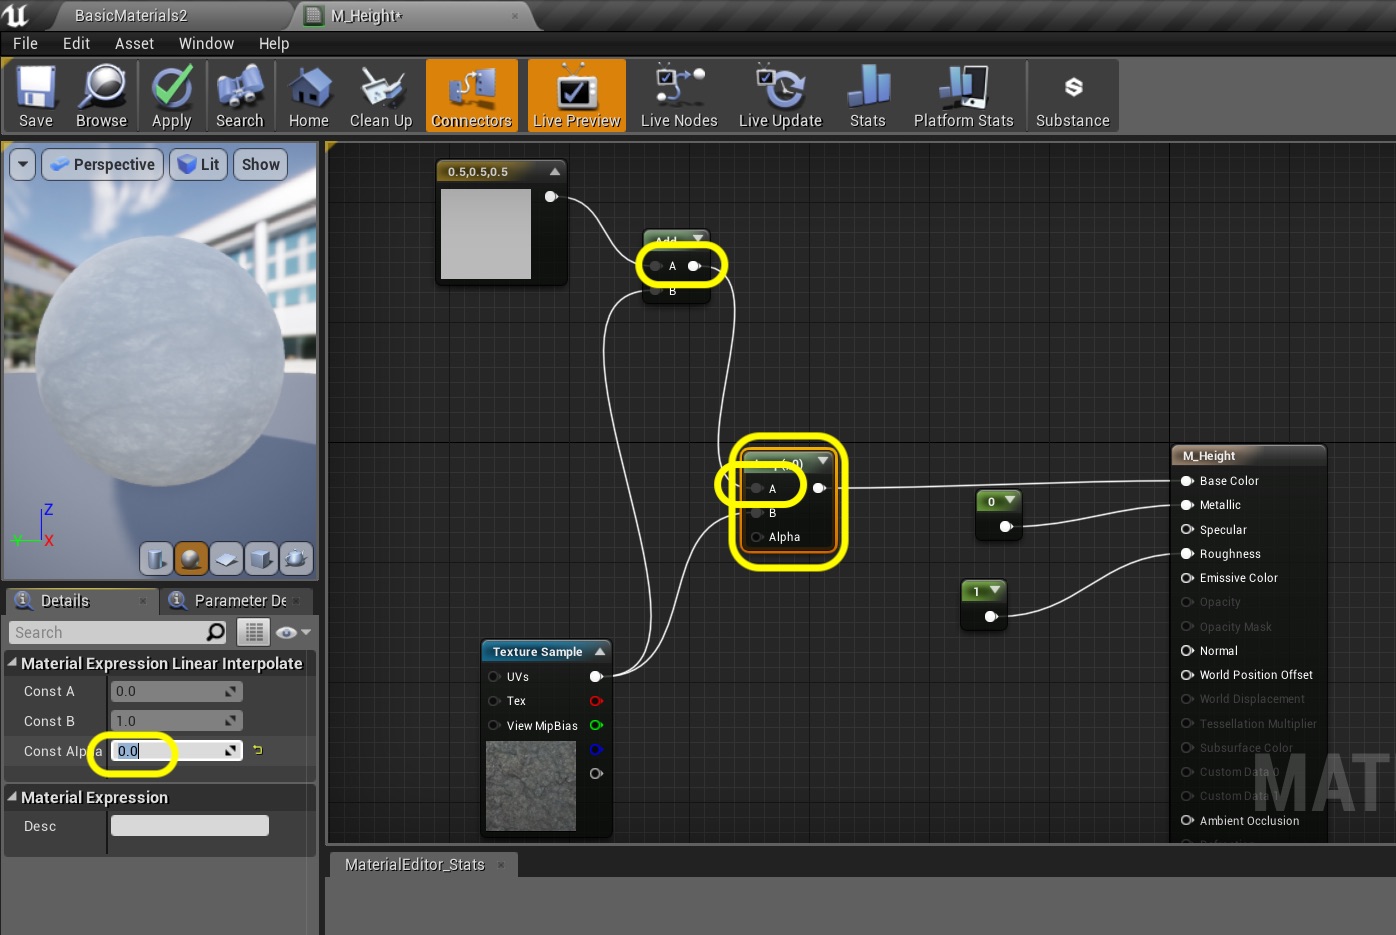 BasicMaterials2
M_Height*
File Edit Asset Window Help
Save Browse Apply Search Home Clean Up Connectors Live Preview Live Nodes Live Update Stats Platform Stats Substance
Perspective Lit Show
0.5,0.5,0.5
Add
A
B
A
B
Alpha
M_Height
Base Color
Metallic
Specular
Roughness
Emissive Color
Opacity
Opacity Mask
Normal
World Position Offset
World Displacement
Tessellation Multiplier
Subsurface Color
Custom Data 0
Custom Data 1
Ambient Occlusion
0
1
Texture Sample
UVs
Tex
View MipBias
MAT
Z
Y
X
Details
Parameter De
Search
Material Expression Linear Interpolate
Const A 0.0
Const B 1.0
Const Alpha 0.0
Material Expression
Desc
MaterialEditor_Stats